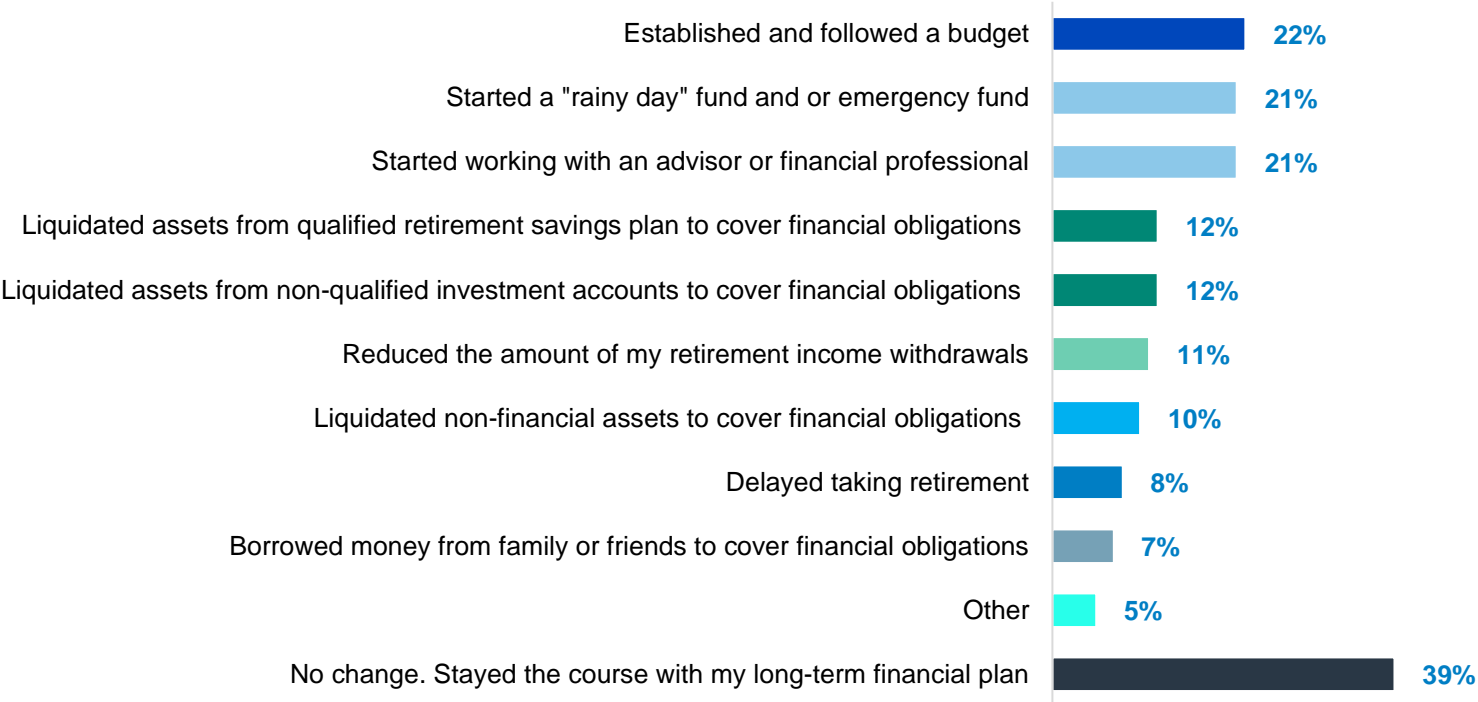 Established and followed a budget 22%
Started a "rainy day" fund and or emergency fund 21%
Started working with an advisor or financial professional 21%
Liquidated assets from qualified retirement savings plan to cover financial obligations 12%
Liquidated assets from non-qualified investment accounts to cover financial obligations 12%
Reduced the amount of my retirement income withdrawals 11%
Liquidated non-financial assets to cover financial obligations 10%
Delayed taking retirement 8%
Borrowed money from family or friends to cover financial obligations 7%
Other 5%
No change. Stayed the course with my long-term financial plan 39%